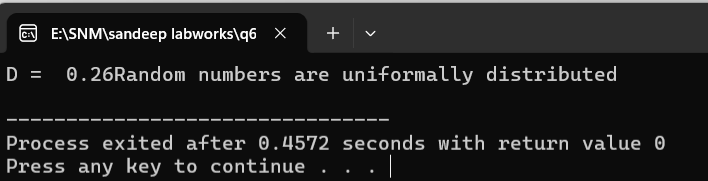 E:\SNM\sandeep labworks\q6
D =  0.26Random numbers are uniformally distributed
--------------------------------
Process exited after 0.4572 seconds with return value 0
Press any key to continue . . .